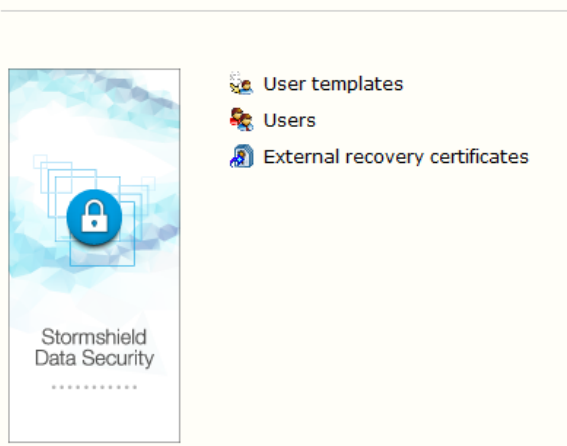 User templates
Users
External recovery certificates
Stormshield
Data Security